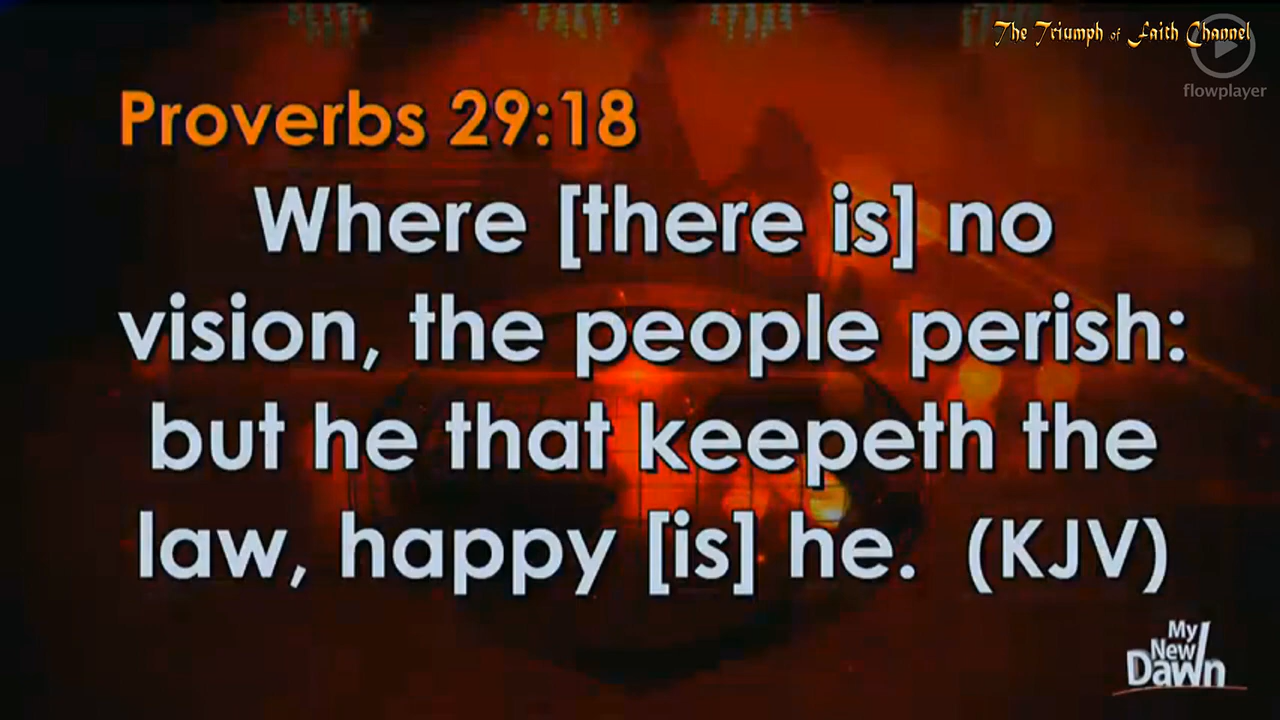 The Triumph of Faith Channel
flowplayer
Proverbs 29:18
Where [there is] no
vision, the people perish:
but he that keepeth the
law, happy [is] he. (KJV)
My
New
Dawn